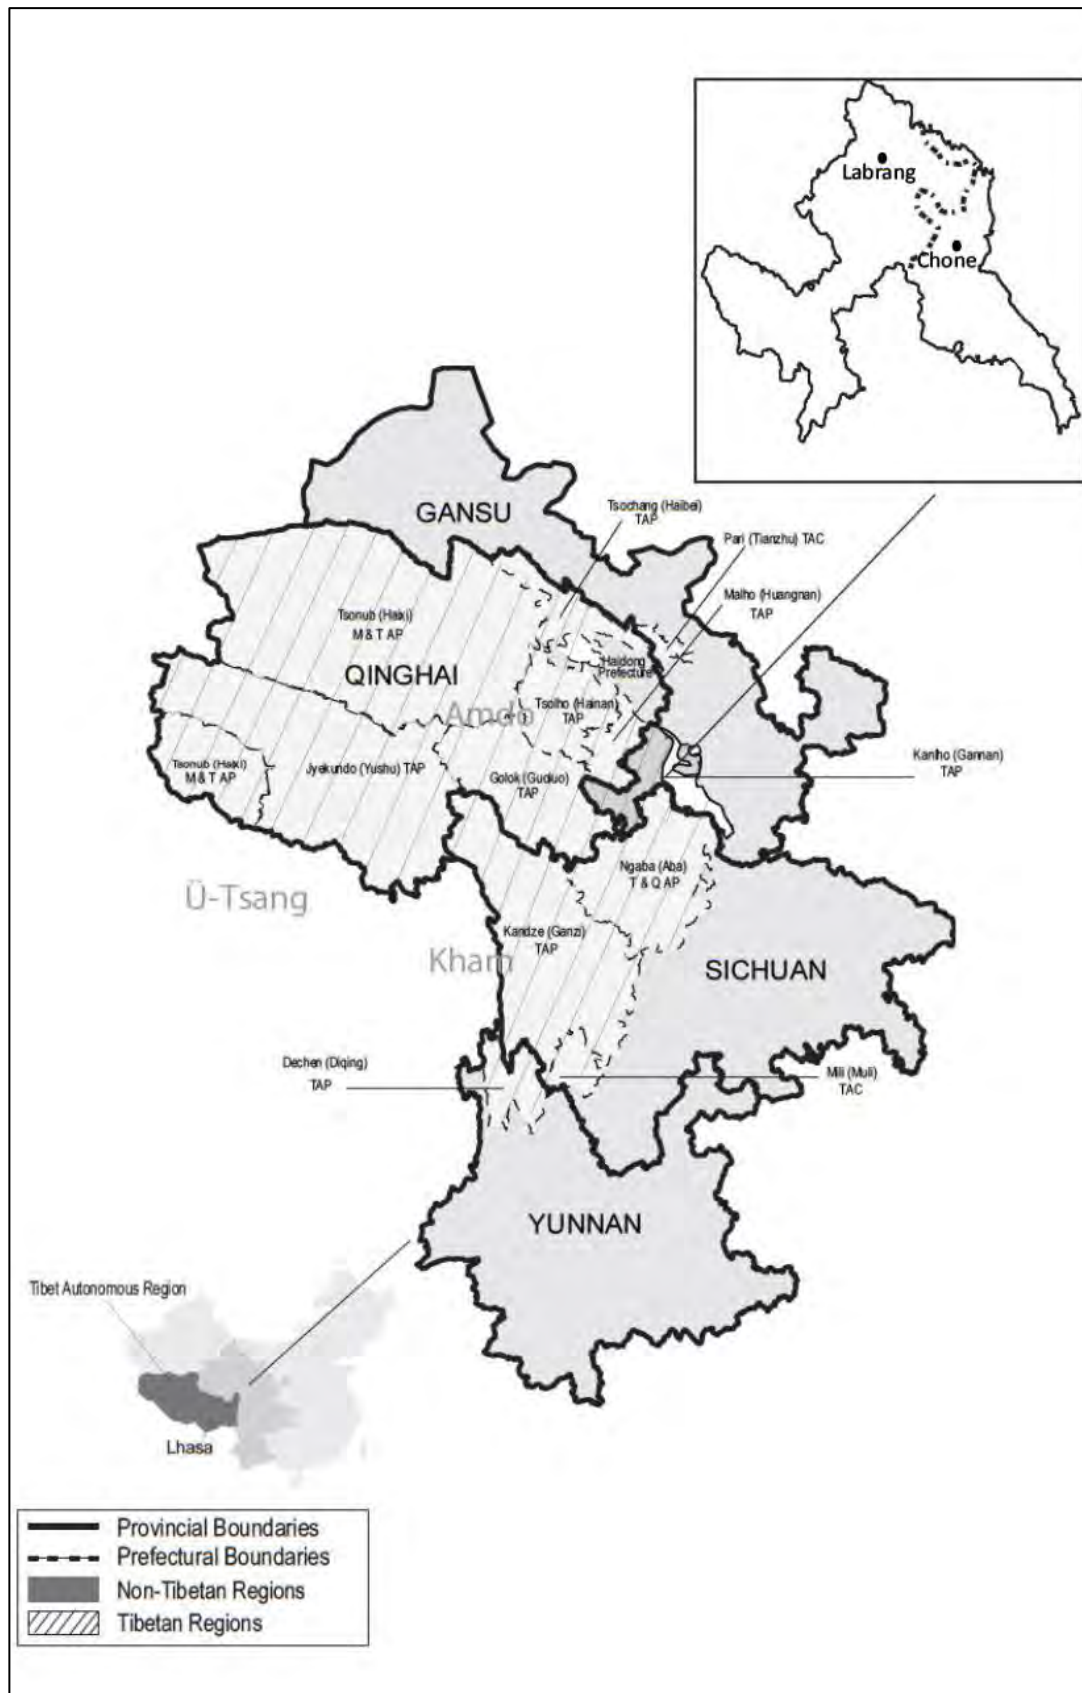 Labrang
Chone
Tsochang (Haibei)
TAP
GANSU
Pari (Tianzhu) TAC
Malho (Huangnan)
TAP
Tsonub (Haixi)
M & T AP
Haidong
Prefecture
QINGHAI
Tsolho (Hainan)
TAP
Amdo
Kanlho (Gannan)
TAP
Tsonub (Haixi)
M & T AP
Jyekundo (Yushu) TAP
Golok (Guoluo)
TAP
Ngaba (Aba)
T & Q AP
Ü-Tsang
Kandze (Ganzi)
TAP
Kham
SICHUAN
Dechen (Diqing)
TAP
Mili (Muli)
TAC
YUNNAN
Tibet Autonomous Region
Lhasa
Provincial Boundaries
Prefectural Boundaries
Non-Tibetan Regions
Tibetan Regions